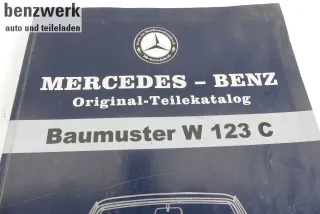 benzwerk
auto und teileladen
MERCEDES - BENZ
Original-Teilekatalog
Baumuster W 123 C